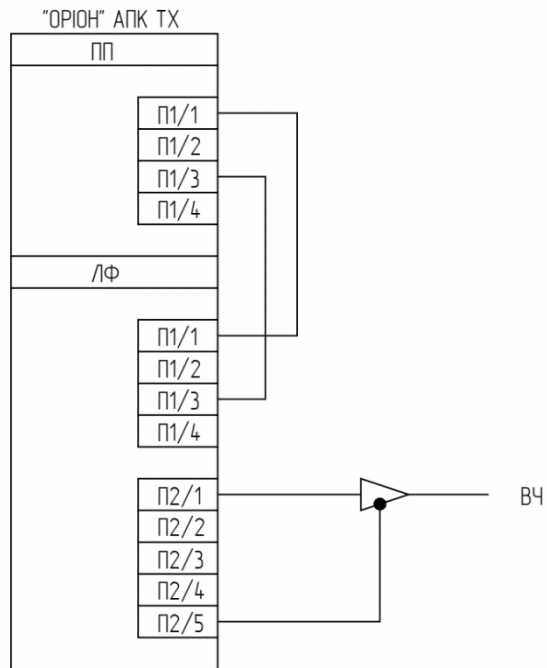 "ОРІОН" АПК ТХ
ПП
П1/1
П1/2
П1/3
П1/4
ЛФ
П1/1
П1/2
П1/3
П1/4
П2/1
П2/2
П2/3
П2/4
П2/5
ВЧ